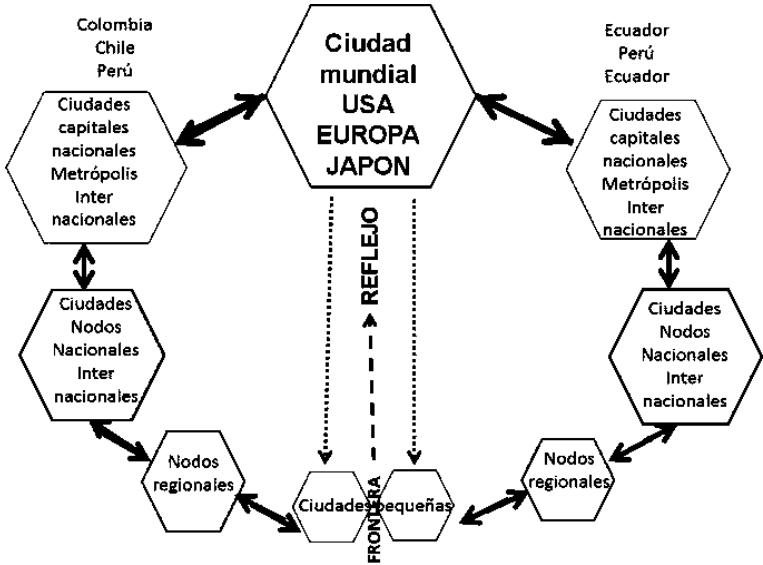 Colombia
Chile
Perú
Ciudad
mundial
USA
EUROPA
JAPON
Ecuador
Perú
Ecuador
Ciudades
capitales
nacionales
Metrópolis
Inter
nacionales
Ciudades
capitales
nacionales
Metrópolis
Inter
nacionales
REFLEJO
Ciudades
Nodos
Nacionales
Inter
nacionales
Ciudades
Nodos
Nacionales
Inter
nacionales
Nodos
regionales
Nodos
regionales
Ciudades pequeñas
FRONTERA